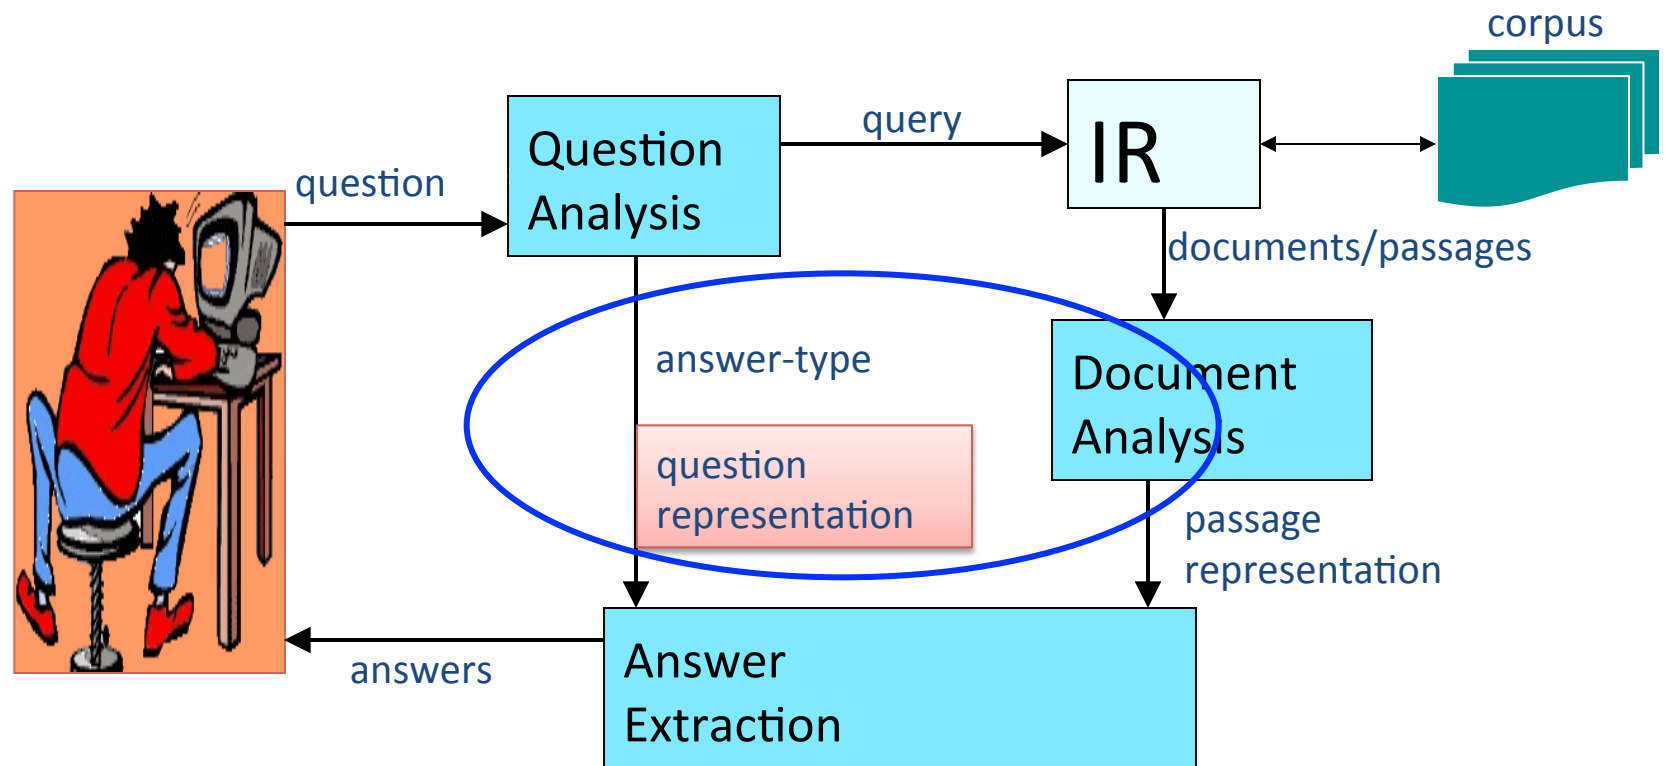 corpus
query
IR
Question
Analysis
question
documents/passages
answer-type
Document
Analysis
question
representation
passage
representation
answers
Answer
Extraction